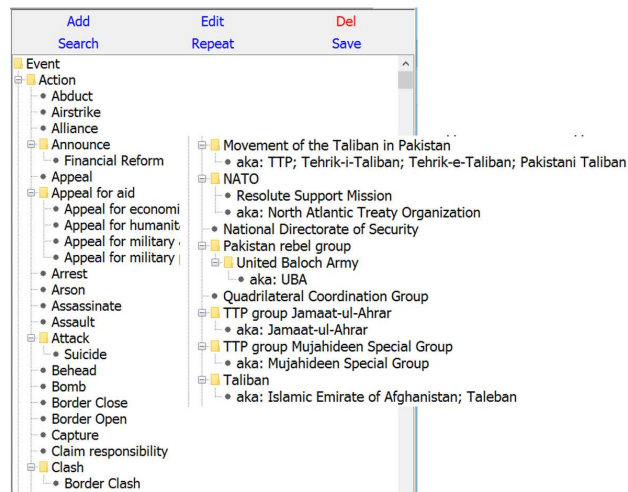 Add Edit Del
Search Repeat Save
Event
Action
Abduct
Airstrike
Alliance
Announce
Financial Reform
Appeal
Appeal for aid
Appeal for
Appeal for
Appeal for military
Appeal for military
Arrest
Arson
Assassinate
Assault
Attack
Suicide
Behead
Bomb
Border Close
Border Open
Capture
Claim responsibility
Clash
Border Clash
Movement of the Taliban in Pakistan
aka: TTP; Tehrik-i-Taliban; Tehrik-e-Taliban; Pakistani Taliban
NATO
Resolute Support Mission
aka: North Atlantic Treaty Organization
National Directorate of Security
Pakistan rebel group
United Baloch Army
aka: UBA
Quadrilateral Coordination Group
TTP group Jamaat-ul-Ahrar
aka: Jamaat-ul-Ahrar
TTP group Mujahideen Special Group
aka: Mujahideen Special Group
Taliban
aka: Islamic Emirate of Afghanistan; Taleban